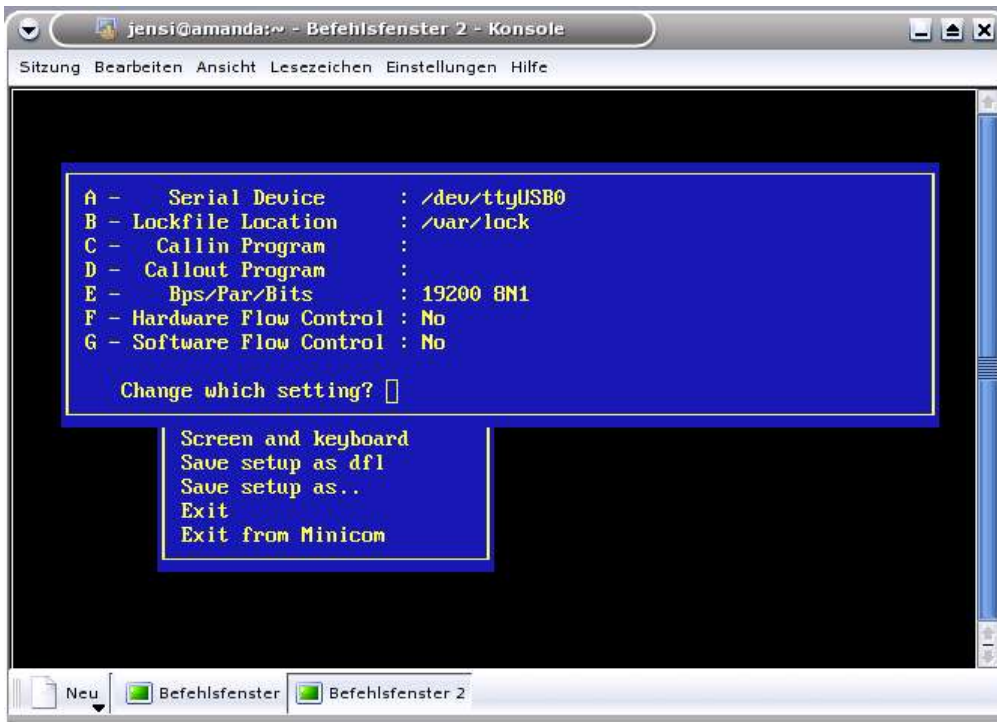 jensi@amanda:~ - Befehlsfenster 2 - Konsole
Sitzung Bearbeiten Ansicht Lesezeichen Einstellungen Hilfe
A - Serial Device : /dev/ttyUSB0
B - Lockfile Location : /var/lock
C - Callin Program :
D - Callout Program :
E - Bps/Par/Bits : 19200 8N1
F - Hardware Flow Control : No
G - Software Flow Control : No
Change which setting?
Screen and keyboard
Save setup as dfl
Save setup as..
Exit
Exit from Minicom
Neu Befehlsfenster Befehlsfenster 2